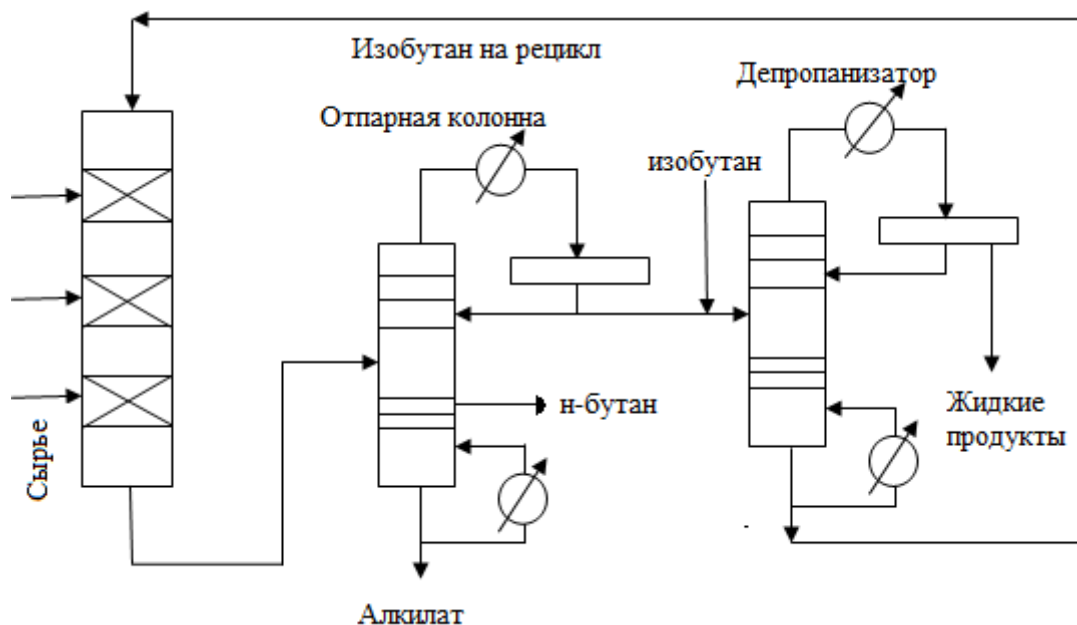 Изобутан на рецикл
Депропанизатор
Отпарная колонна
изобутан
н-бутан
Жидкие
продукты
Сырье
Алкилат